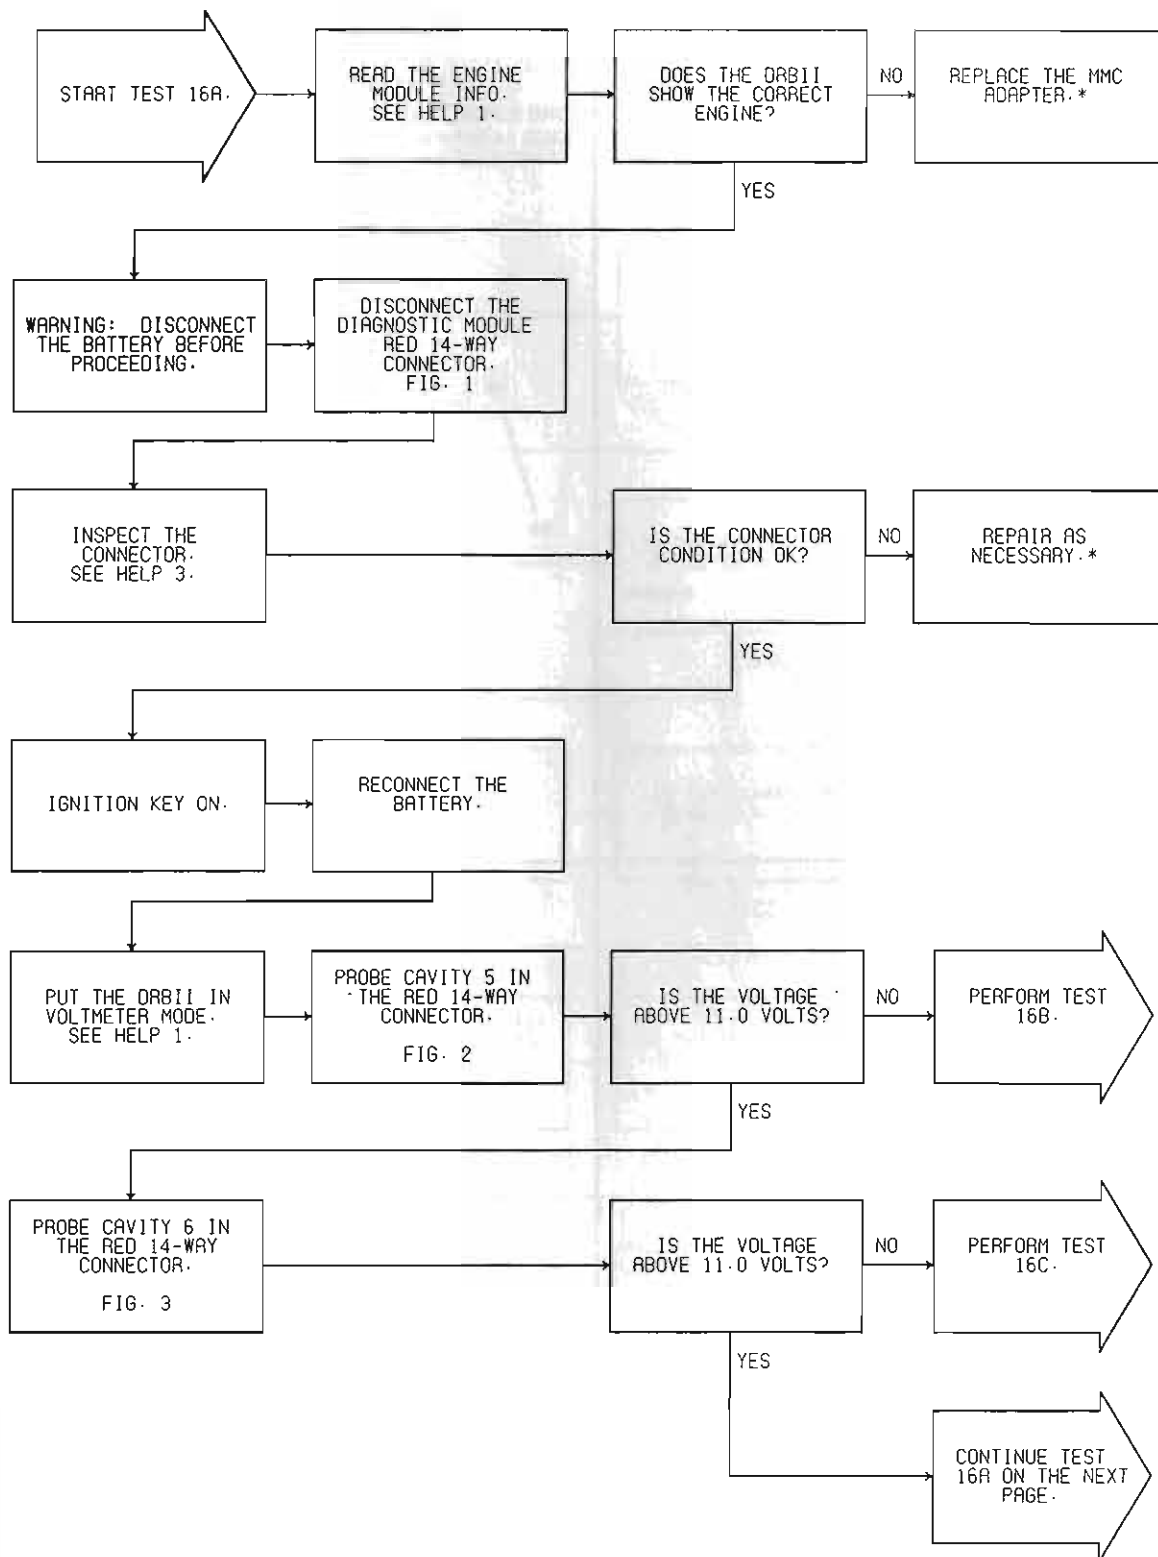 START TEST 16A.
READ THE ENGINE
MODULE INFO.
SEE HELP 1.
DOES THE DRBII
SHOW THE CORRECT
ENGINE?
NO
REPLACE THE MMC
ADAPTER.*
YES
WARNING: DISCONNECT
THE BATTERY BEFORE
PROCEEDING.
DISCONNECT THE
DIAGNOSTIC MODULE
RED 14-WAY
CONNECTOR.
FIG. 1
INSPECT THE
CONNECTOR.
SEE HELP 3.
IS THE CONNECTOR
CONDITION OK?
NO
REPAIR AS
NECESSARY.*
YES
IGNITION KEY ON.
RECONNECT THE
BATTERY.
PUT THE DRBII IN
VOLTMETER MODE.
SEE HELP 1.
PROBE CAVITY 5 IN
THE RED 14-WAY
CONNECTOR.
FIG. 2
IS THE VOLTAGE
ABOVE 11.0 VOLTS?
NO
PERFORM TEST
16B.
YES
PROBE CAVITY 6 IN
THE RED 14-WAY
CONNECTOR.
FIG. 3
IS THE VOLTAGE
ABOVE 11.0 VOLTS?
NO
PERFORM TEST
16C.
YES
CONTINUE TEST
16A ON THE NEXT
PAGE.